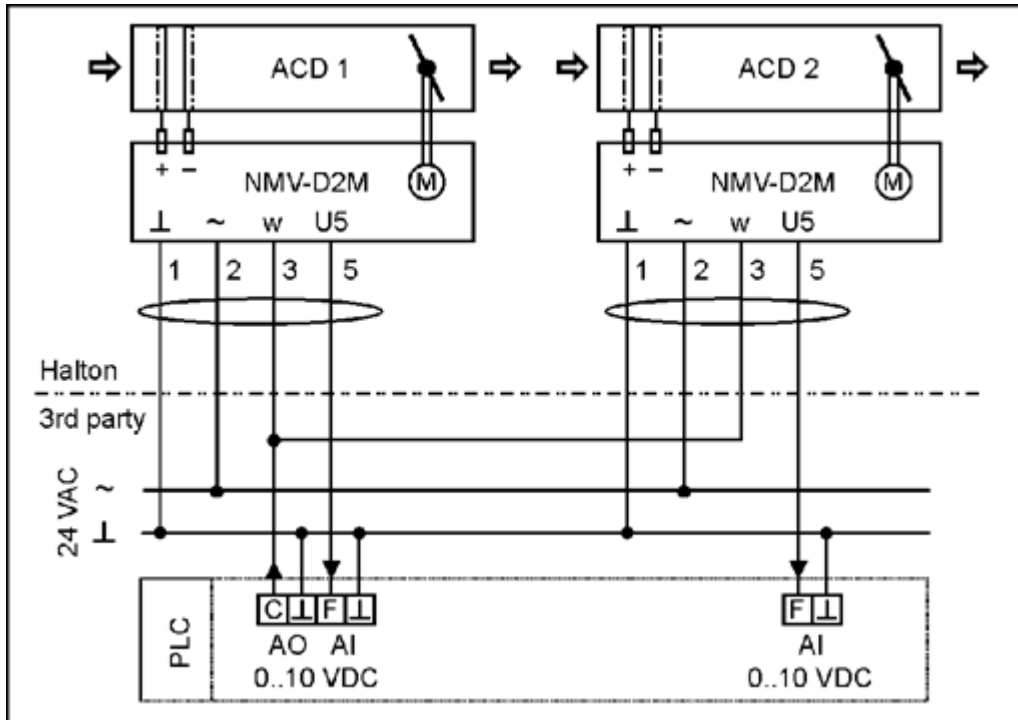 ACD 1 ACD 2
+ − + −
NMV-D2M M NMV-D2M M
⊥ ~ w U5 ⊥ ~ w U5
1 2 3 5 1 2 3 5
Halton
3rd party
24 VAC ~
⊥
PLC
C ⊥ F ⊥ F ⊥
AO AI AI
0..10 VDC 0..10 VDC